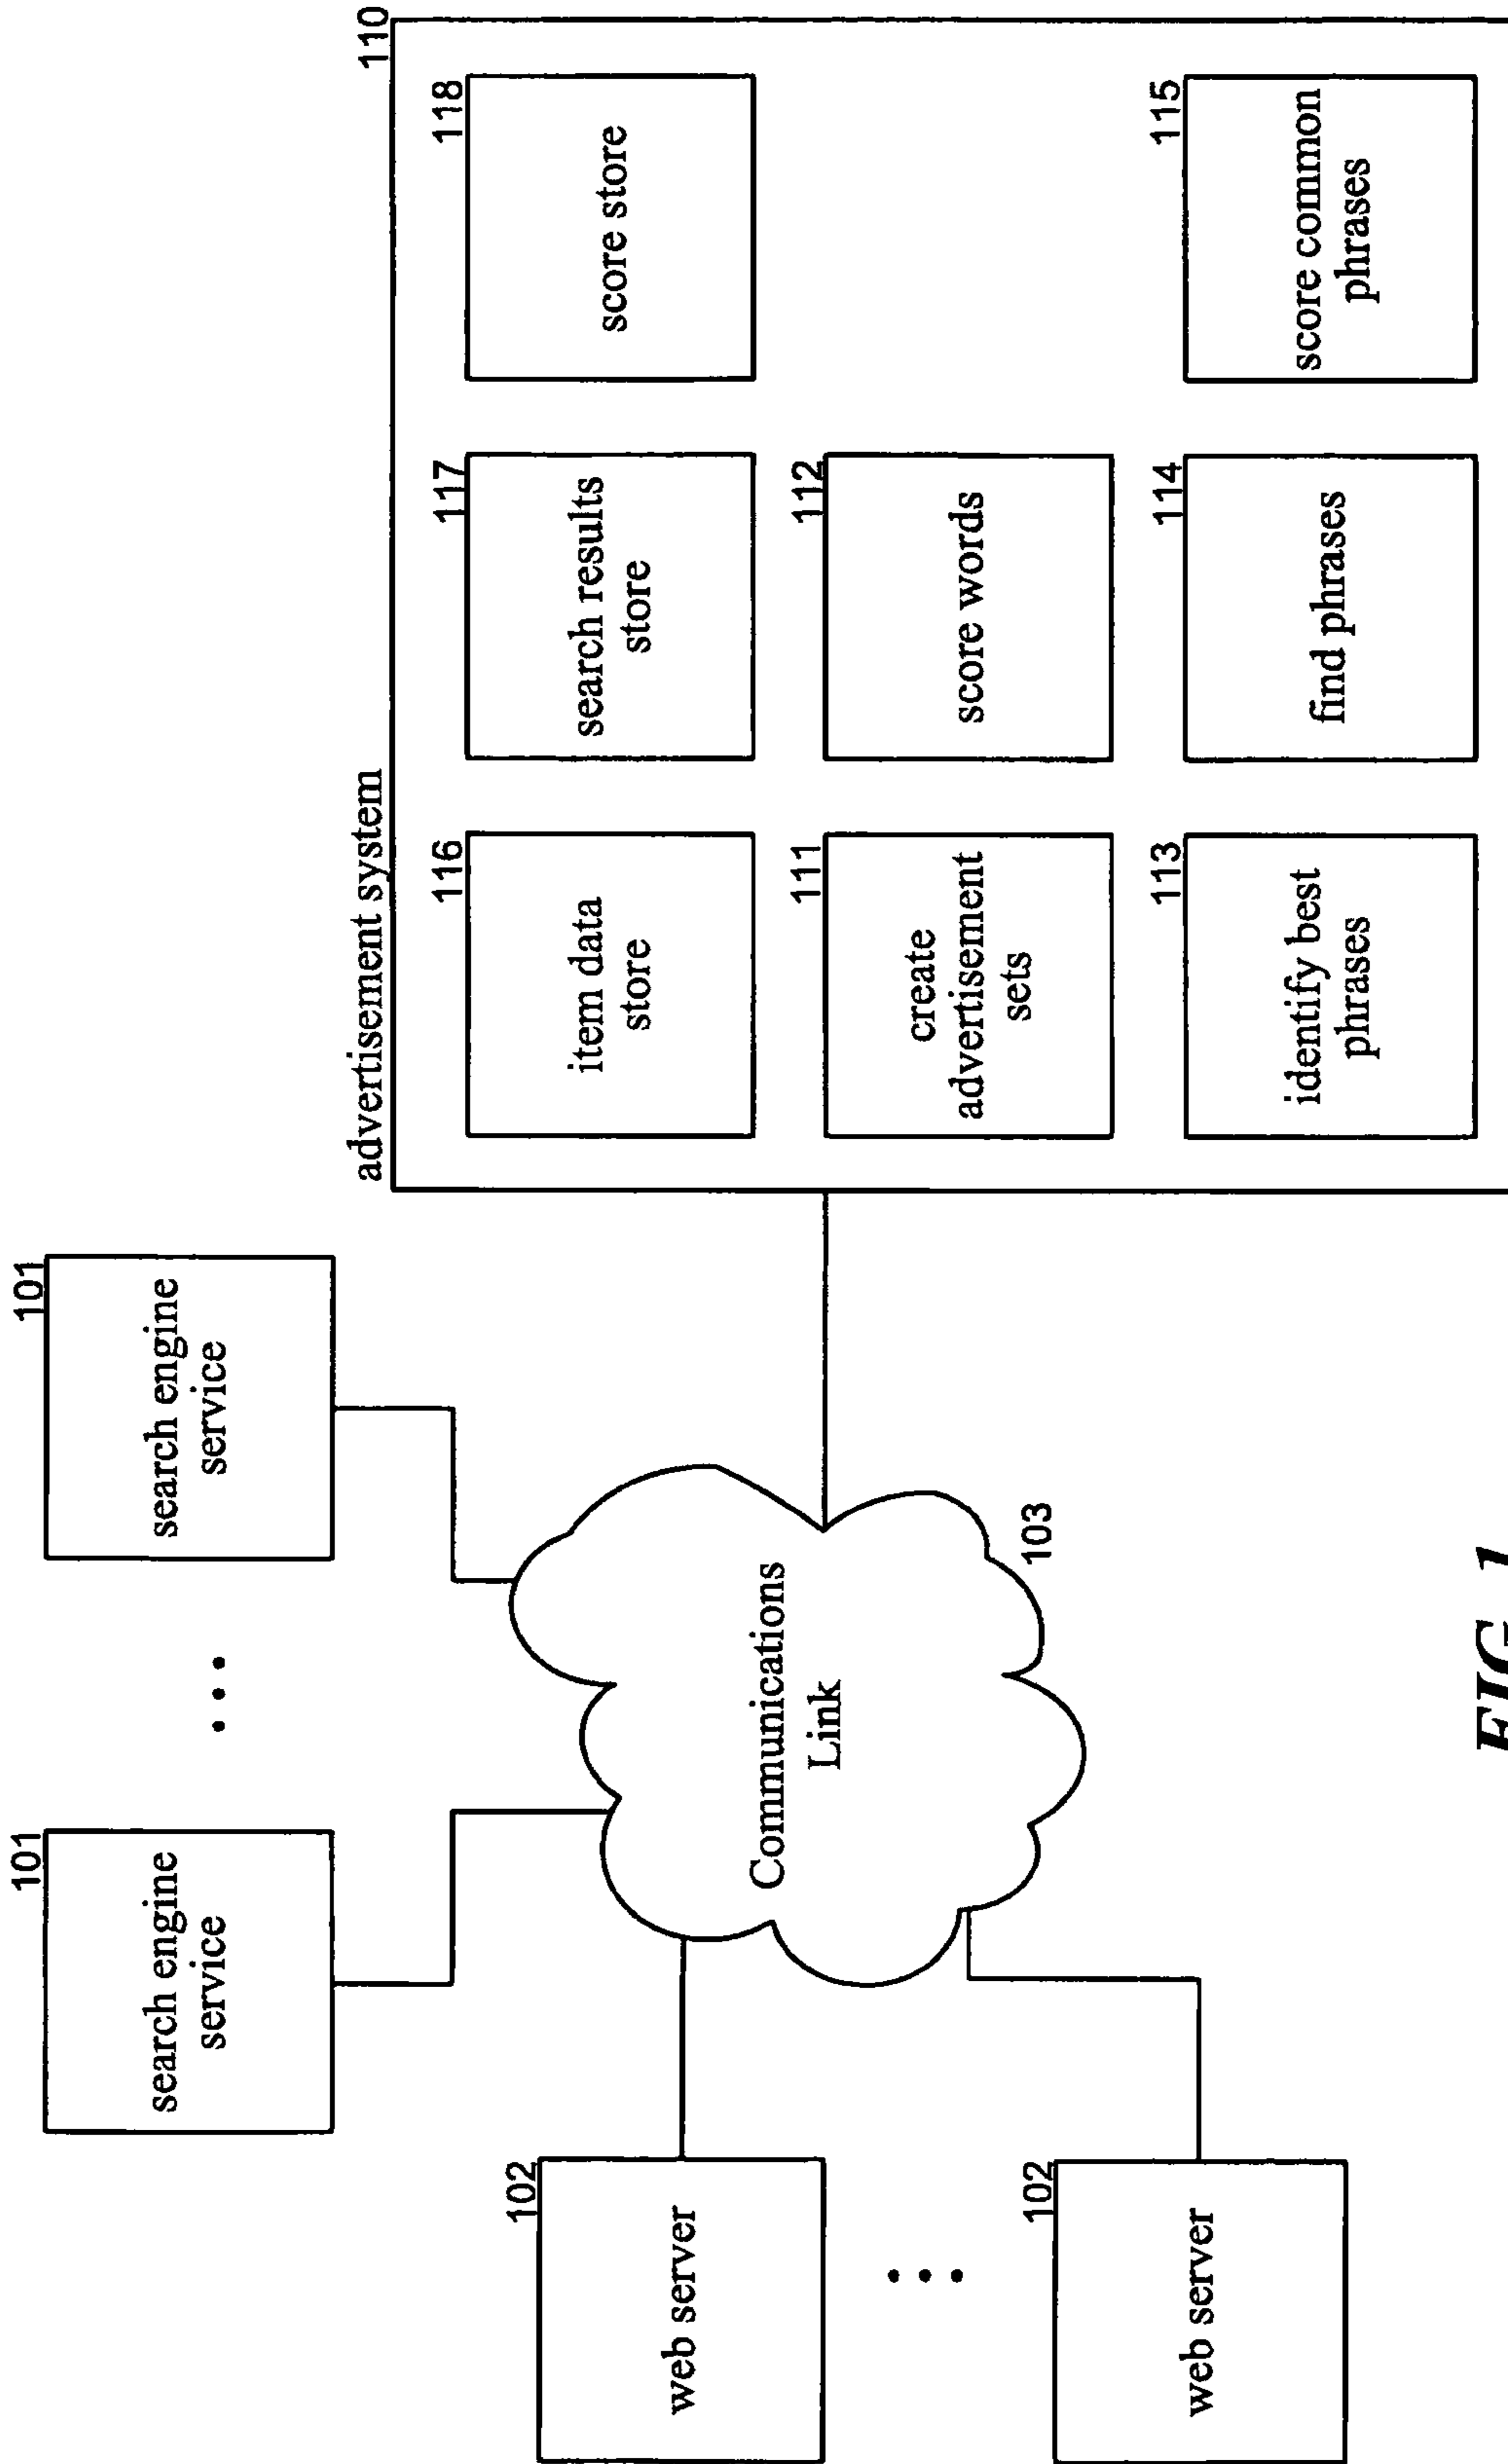 101
search engine
service
...
101
search engine
service
102
web server
...
102
web server
Communications
Link
103
advertisement system
110
116
item data
store
117
search results
store
118
score store
111
create
advertisement
sets
112
score words
113
identify best
phrases
114
find phrases
115
score common
phrases
FIG. 1